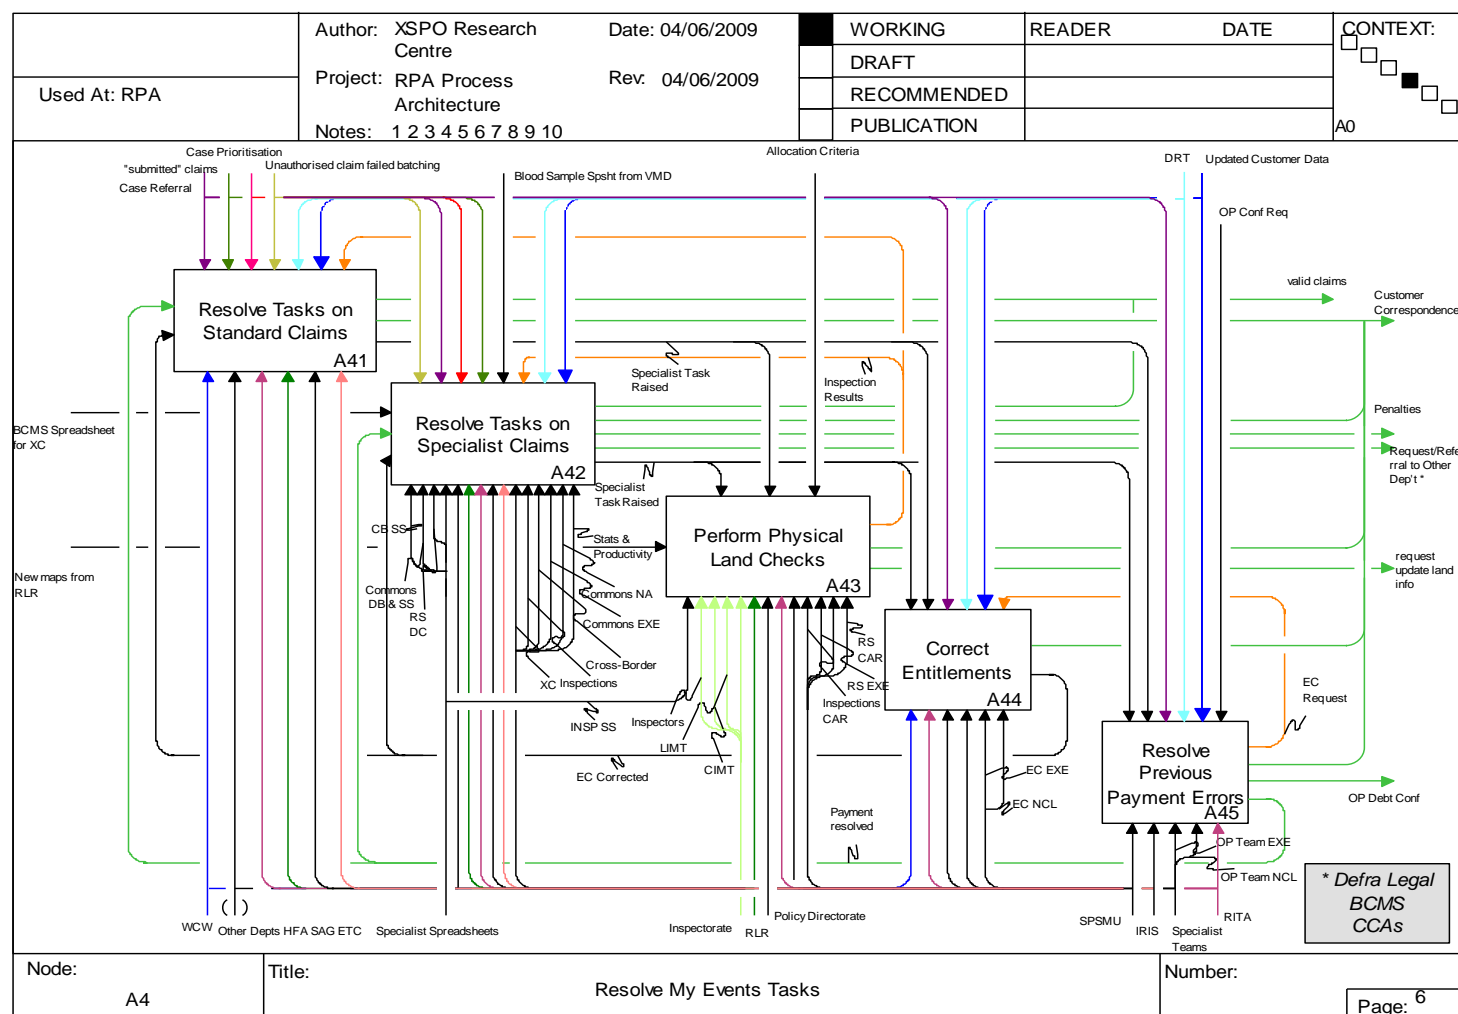 Used At: RPA
Author: XSPO Research
Centre
Date: 04/06/2009
Project: RPA Process
Architecture
Rev: 04/06/2009
Notes: 1 2 3 4 5 6 7 8 9 10
WORKING
DRAFT
RECOMMENDED
PUBLICATION
READER DATE
CONTEXT:
A0
Case Prioritisation
"submitted" claims
Unauthorised claim failed batching
Case Referral
Blood Sample Spsht from VMD
Allocation Criteria
DRT
Updated Customer Data
OP Conf Req
Resolve Tasks on
Standard Claims
A41
valid claims
Customer
Correspondence
Specialist Task
Raised
Inspection
Results
BCMS Spreadsheet
for XC
Resolve Tasks on
Specialist Claims
A42
Penalties
Request/Refe
rral to Other
Dep't *
Specialist
Task Raised
CB SS
Stats &
Productivity
Perform Physical
Land Checks
A43
New maps from
RLR
request
update land
info
Commons
DB & SS
RS
DC
Commons NA
Commons EXE
Cross-Border
XC
Inspections
RS
CAR
RS EXE
Inspections
CAR
Correct
Entitlements
A44
EC
Request
INSP SS
Inspectors
LIMT
CIMT
EC Corrected
EC EXE
EC NCL
Resolve
Previous
Payment Errors
A45
OP Debt Conf
Payment
resolved
OP Team EXE
OP Team NCL
* Defra Legal
BCMS
CCAs
WCW
Other Depts HFA SAG ETC
Specialist Spreadsheets
Inspectorate
RLR
Policy Directorate
SPSMU
IRIS
Specialist
Teams
RITA
Node:
A4
Title:
Resolve My Events Tasks
Number:
Page: 6